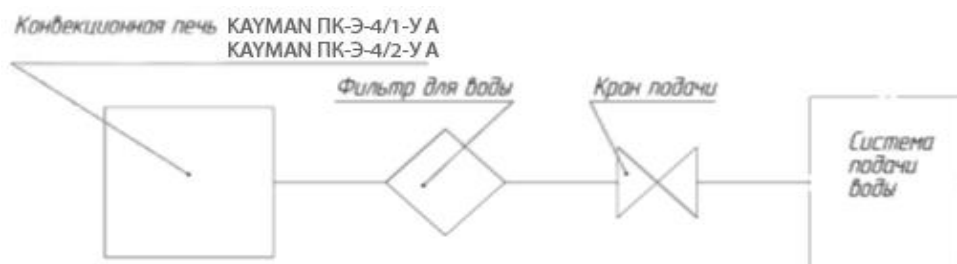 Конвекционная печь KAYMAN ПК-Э-4/1-У А
KAYMAN ПК-Э-4/2-У А
Фильтр для воды
Кран подачи
Система
подачи
воды